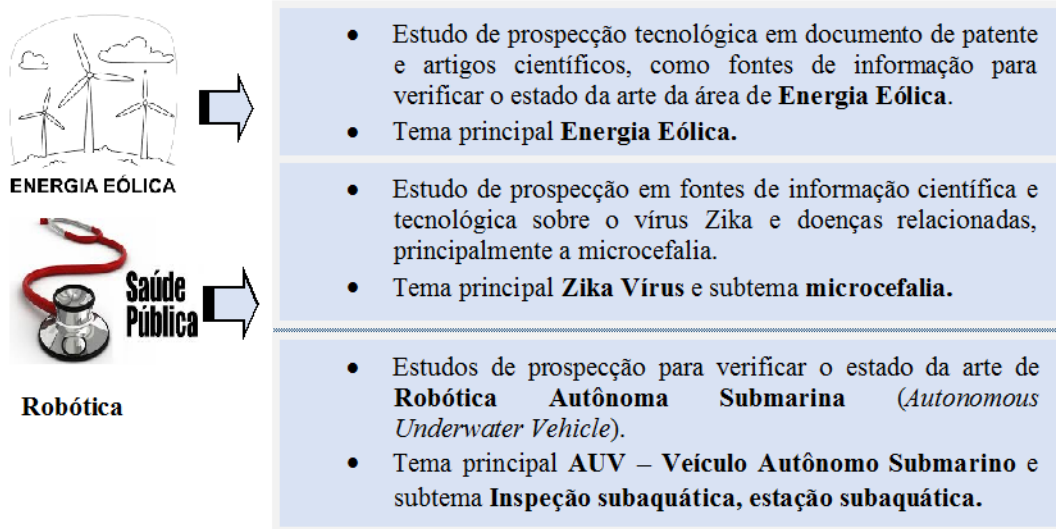 ENERGIA EÓLICA
• Estudo de prospecção tecnológica em documento de patente
e artigos científicos, como fontes de informação para
verificar o estado da arte da área de Energia Eólica.
• Tema principal Energia Eólica.
Saúde
Pública
• Estudo de prospecção em fontes de informação científica e
tecnológica sobre o vírus Zika e doenças relacionadas,
principalmente a microcefalia.
• Tema principal Zika Vírus e subtema microcefalia.
Robótica
• Estudos de prospecção para verificar o estado da arte de
Robótica Autônoma Submarina (Autonomous
Underwater Vehicle).
• Tema principal AUV – Veículo Autônomo Submarino e
subtema Inspeção subaquática, estação subaquática.